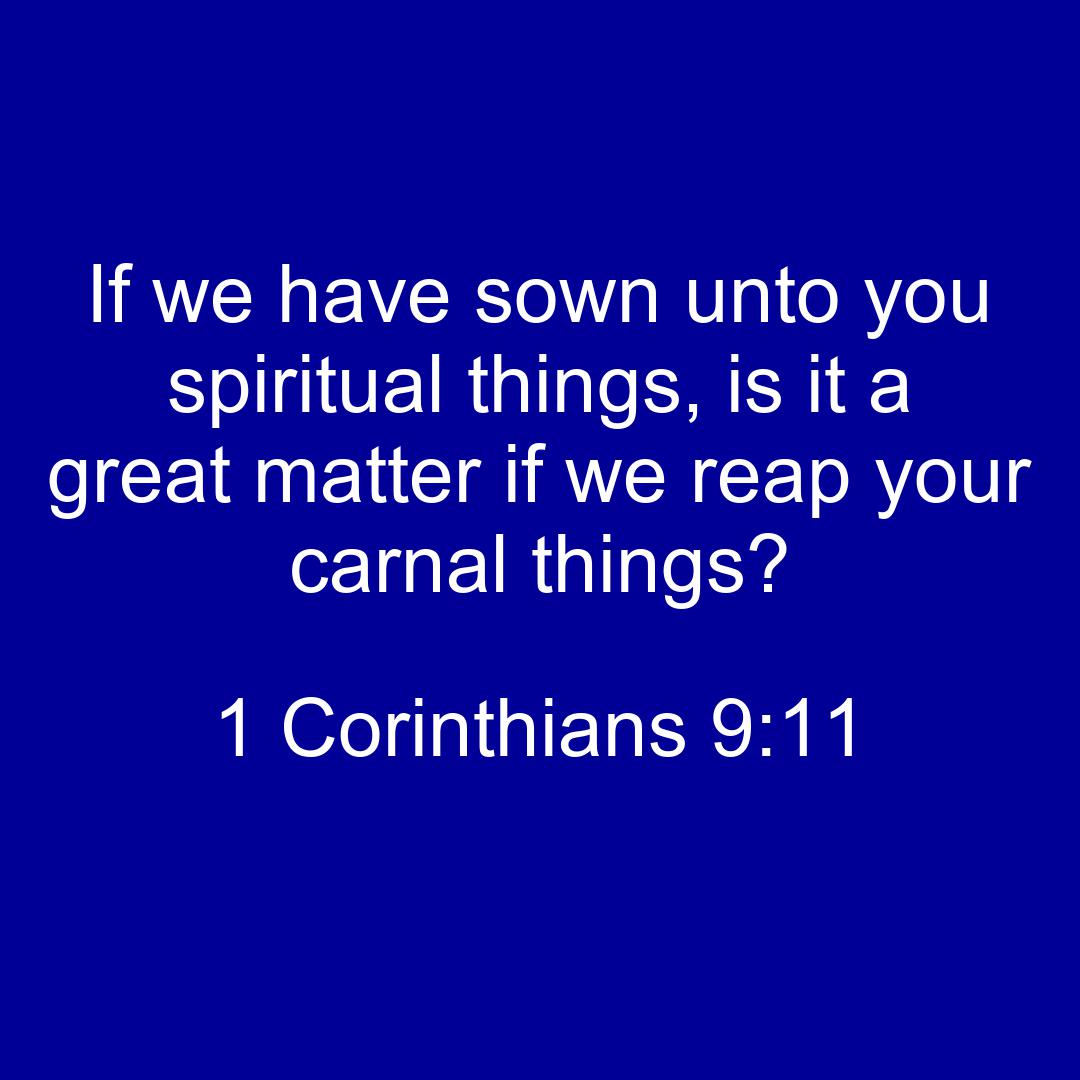 If we have sown unto you
spiritual things, is it a
great matter if we reap your
carnal things?
1 Corinthians 9:11